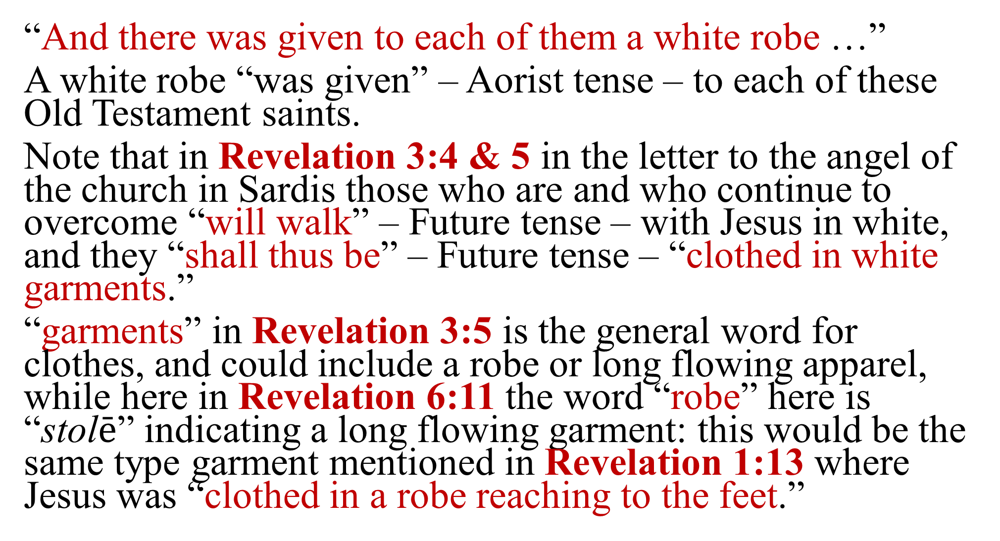 “And there was given to each of them a white robe …”
A white robe “was given” – Aorist tense – to each of these
Old Testament saints.
Note that in Revelation 3:4 & 5 in the letter to the angel of
the church in Sardis those who are and who continue to
overcome “will walk” – Future tense – with Jesus in white,
and they “shall thus be” – Future tense – “clothed in white
garments.”
“garments” in Revelation 3:5 is the general word for
clothes, and could include a robe or long flowing apparel,
while here in Revelation 6:11 the word “robe” here is
“stolē” indicating a long flowing garment: this would be the
same type garment mentioned in Revelation 1:13 where
Jesus was “clothed in a robe reaching to the feet.”